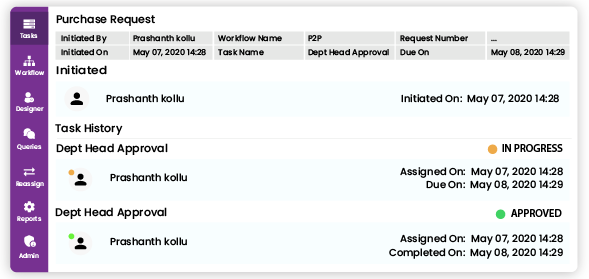 Purchase Request
Tasks
Initiated By Prashanth kollu Workflow Name P2P Request Number ...
Initiated On May 07, 2020 14:28 Task Name Dept Head Approval Due On May 08, 2020 14:29
Workflow
Initiated
Prashanth kollu Initiated On: May 07, 2020 14:28
Designer
Task History
Queries
Dept Head Approval IN PROGRESS
Prashanth kollu Assigned On: May 07, 2020 14:28
Due On: May 08, 2020 14:29
Reassign
Dept Head Approval APPROVED
Reports
Prashanth kollu Assigned On: May 07, 2020 14:28
Completed On: May 08, 2020 14:29
Admin